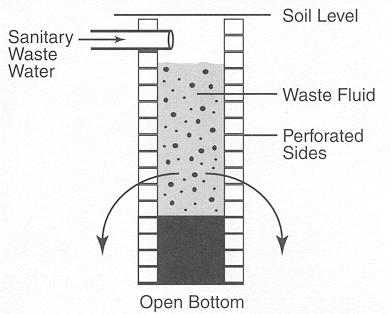 Soil Level
Sanitary
Waste
Water
Waste Fluid
Perforated
Sides
Open Bottom